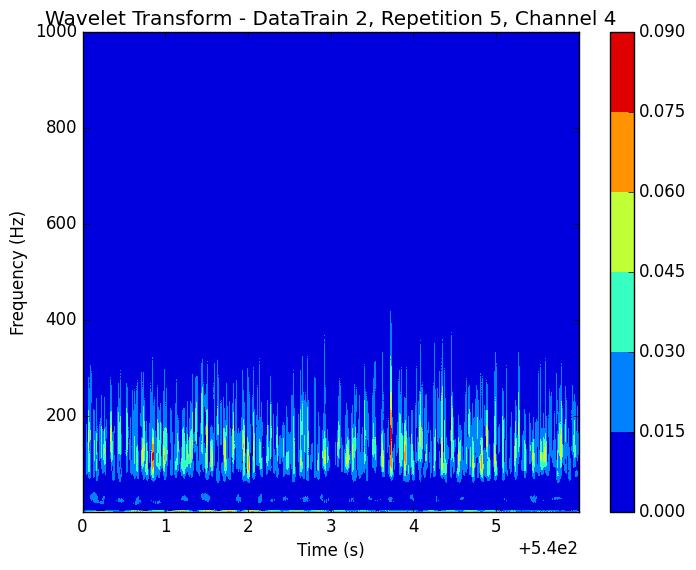 Wavelet Transform - DataTrain 2, Repetition 5, Channel 4
1000
800
600
400
200
Frequency (Hz)
0 1 2 3 4 5
+5.4e2
Time (s)
0.090
0.075
0.060
0.045
0.030
0.015
0.000